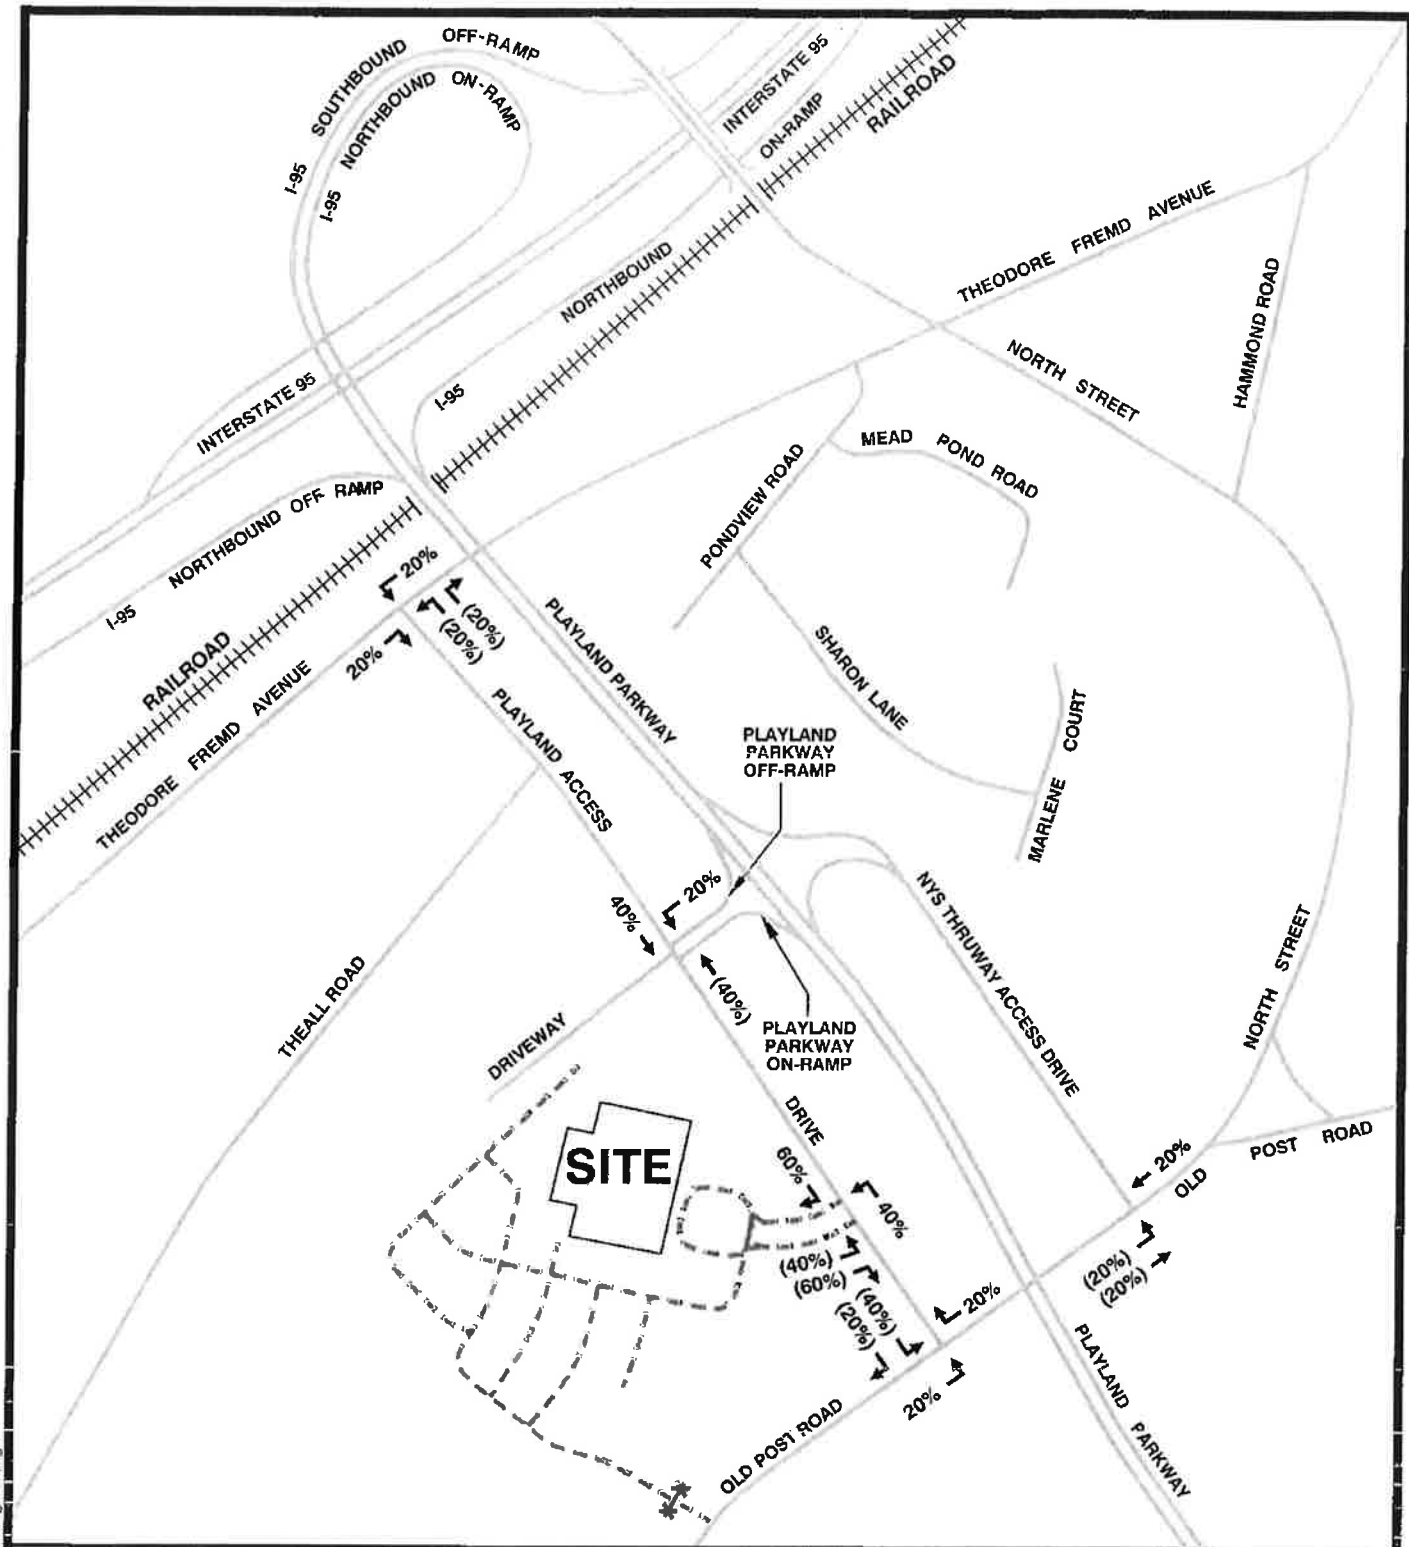 OFF-RAMP
SOUTHBOUND
I-95
ON-RAMP
NORTHBOUND
I-95
INTERSTATE 95
ON-RAMP
RAILROAD
THEODORE FREMD AVENUE
HAMMOND ROAD
NORTHBOUND
I-95
NORTH STREET
INTERSTATE 95
MEAD POND ROAD
PONDVIEW ROAD
I-95 NORTHBOUND OFF RAMP
20%
(20%)
(20%)
20%
RAILROAD
THEODORE FREMD AVENUE
PLAYLAND PARKWAY
SHARON LANE
MARLENE COURT
PLAYLAND ACCESS
PLAYLAND
PARKWAY
OFF-RAMP
20%
40%
(40%)
NYS THRUWAY ACCESS DRIVE
NORTH STREET
THEALL ROAD
DRIVEWAY
PLAYLAND
PARKWAY
ON-RAMP
DRIVE
SITE
60%
40%
20%
OLD POST ROAD
(40%)
(60%)
(40%)
(20%)
20%
(20%)
(20%)
20%
OLD POST ROAD
PLAYLAND PARKWAY